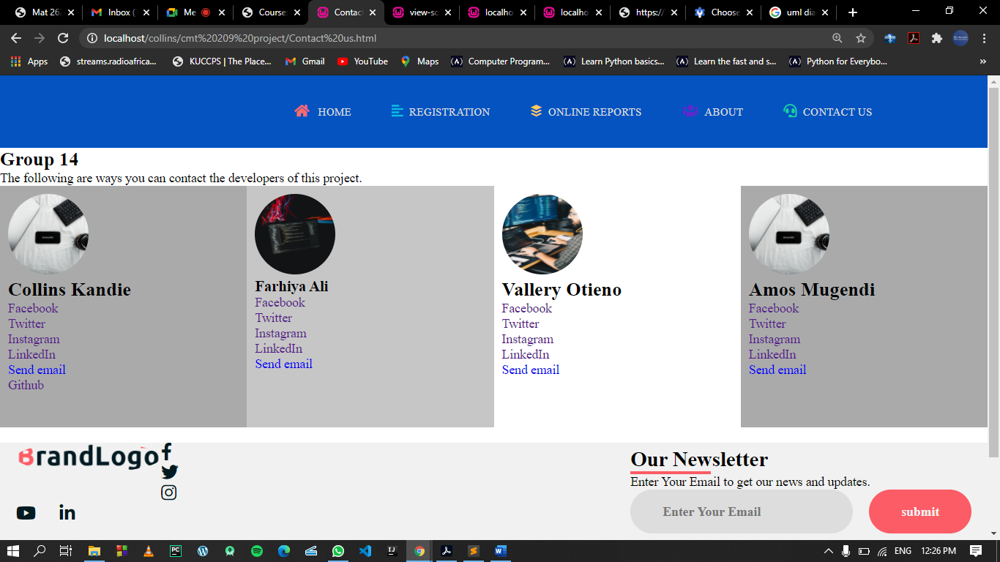 Mat 26
Inbox (
Me
Course
Contac
view-sc
localho
localho
https://
Choose
uml dia
localhost/collins/cmt%20209%20project/Contact%20us.html
Apps
streams.radioafrica...
KUCCPS | The Place...
Gmail
YouTube
Maps
Computer Program...
Learn Python basics...
Learn the fast and s...
Python for Everybo...
»
HOME
REGISTRATION
ONLINE REPORTS
ABOUT
CONTACT US
Group 14
The following are ways you can contact the developers of this project.
Collins Kandie
Facebook
Twitter
Instagram
LinkedIn
Send email
Github
Farhiya Ali
Facebook
Twitter
Instagram
LinkedIn
Send email
Vallery Otieno
Facebook
Twitter
Instagram
LinkedIn
Send email
Amos Mugendi
Facebook
Twitter
Instagram
LinkedIn
Send email
BrandLogo
Our Newsletter
Enter Your Email to get our news and updates.
Enter Your Email
submit
ENG
12:26 PM